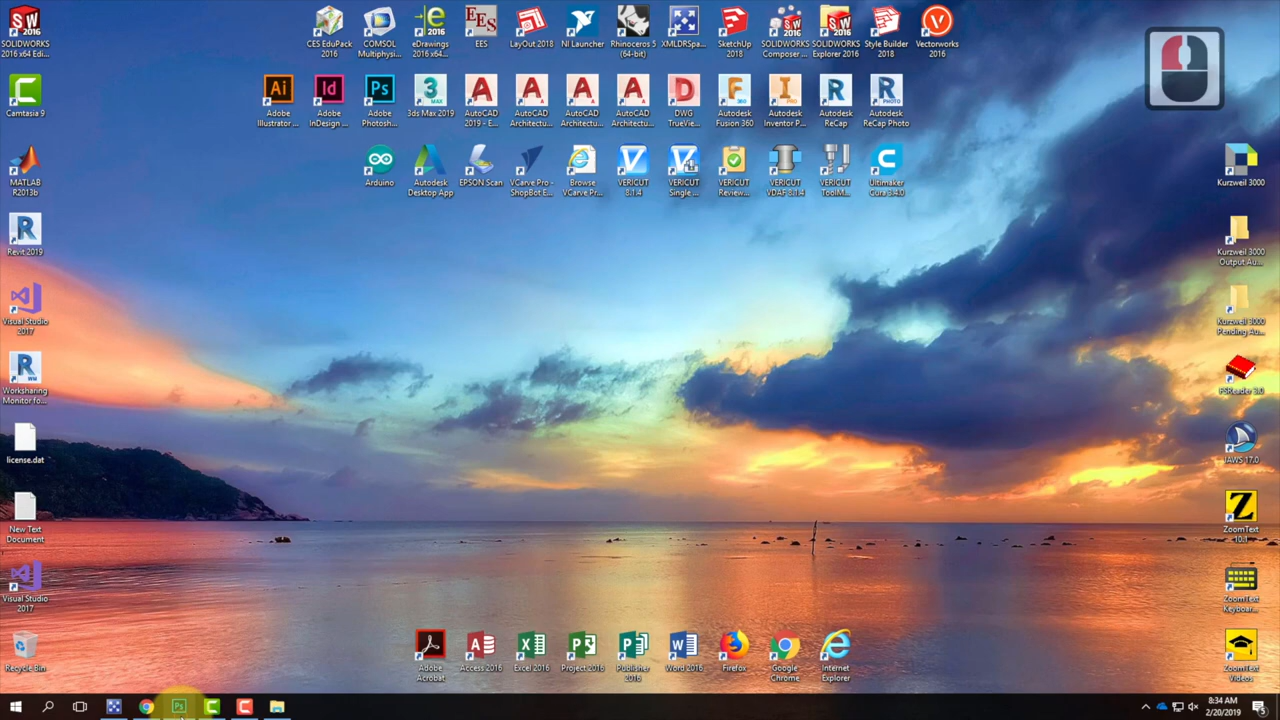 SOLIDWORKS
2016 x64 Edi...
CES EduPack
2016
COMSOL
Multiphysi...
eDrawings
2016 x64...
EES
LayOut 2018
NI Launcher
Rhinoceros 5
(64-bit)
XMLDRSpa...
SketchUp
2018
SOLIDWORKS
Composer ...
SOLIDWORKS
Explorer 2016
Style Builder
2018
Vectorworks
2016
Camtasia 9
Adobe
Illustrator ...
Adobe
InDesign ...
Adobe
Photosh...
3ds Max 2019
AutoCAD
2019 - E...
AutoCAD
Architectu...
AutoCAD
Architectu...
AutoCAD
Architectu...
DWG
TrueVie...
Autodesk
Fusion 360
Autodesk
Inventor P...
Autodesk
ReCap
Autodesk
ReCap Photo
MATLAB
R2013b
Arduino
Autodesk
Desktop App
EPSON Scan
VCarve Pro -
ShopBot E...
Browse
VCarve Pr...
VERICUT
8.1.4
VERICUT
Single ...
VERICUT
Review...
VERICUT
VDAF 8.1.4
VERICUT
ToolM...
Ultimaker
Cura 3.4.0
Kurzweil 3000
Revit 2019
Kurzweil 3000
Output Au...
Visual Studio
2017
Kurzweil 3000
Pending Au...
Worksharing
Monitor fo...
FSReader 3.0
license.dat
JAWS 17.0
New Text
Document
ZoomText
10.1
Visual Studio
2017
ZoomText
Keyboar...
Recycle Bin
Adobe
Acrobat
Access 2016
Excel 2016
Project 2016
Publisher
2016
Word 2016
Firefox
Google
Chrome
Internet
Explorer
ZoomText
Videos
8:34 AM
2/20/2019
5